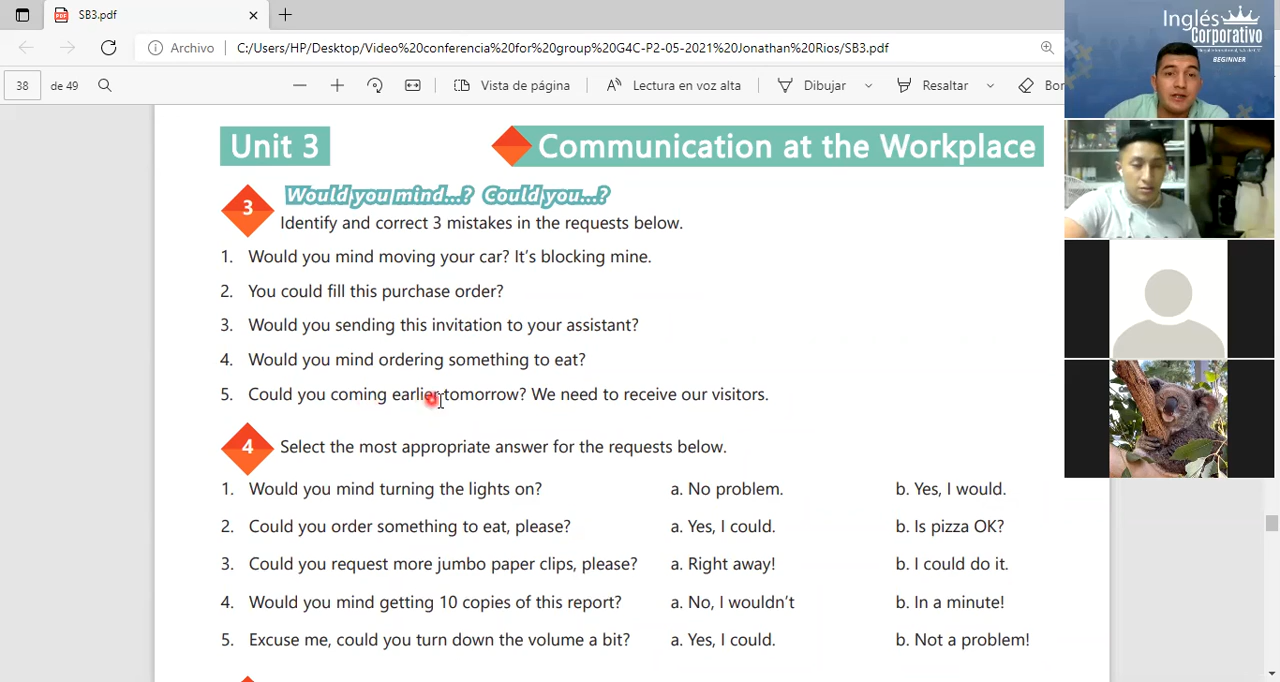 SB3.pdf
Archivo C:/Users/HP/Desktop/Video%20conferencia%20for%20group%20G4C-P2-05-2021%20Jonathan%20Rios/SB3.pdf
38 de 49 Vista de página Lectura en voz alta Dibujar Resaltar Bor
Inglés
Corporativo
BEGINNER
Unit 3 Communication at the Workplace
3 Would you mind...? Could you...?
Identify and correct 3 mistakes in the requests below.
1. Would you mind moving your car? It's blocking mine.
2. You could fill this purchase order?
3. Would you sending this invitation to your assistant?
4. Would you mind ordering something to eat?
5. Could you coming earlier tomorrow? We need to receive our visitors.
4 Select the most appropriate answer for the requests below.
1. Would you mind turning the lights on? a. No problem. b. Yes, I would.
2. Could you order something to eat, please? a. Yes, I could. b. Is pizza OK?
3. Could you request more jumbo paper clips, please? a. Right away! b. I could do it.
4. Would you mind getting 10 copies of this report? a. No, I wouldn't b. In a minute!
5. Excuse me, could you turn down the volume a bit? a. Yes, I could. b. Not a problem!